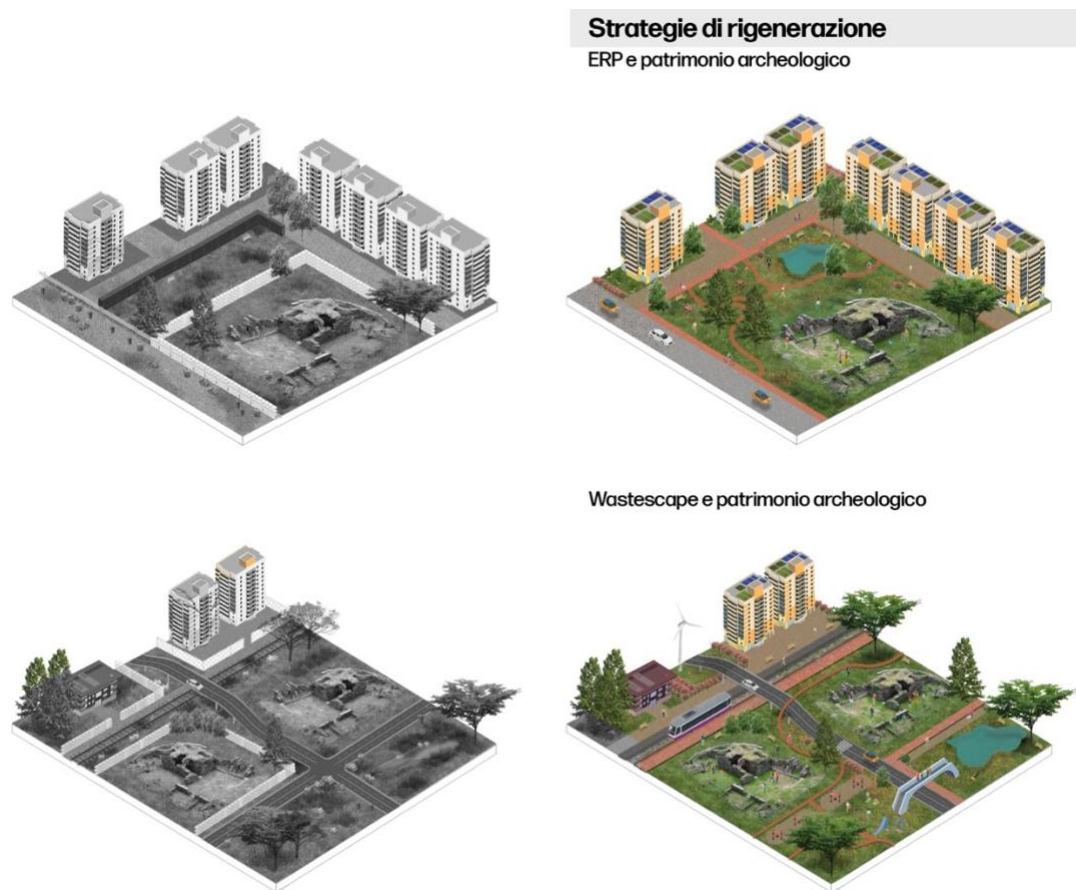 Strategie di rigenerazione
ERP e patrimonio archeologico
Wastescape e patrimonio archeologico